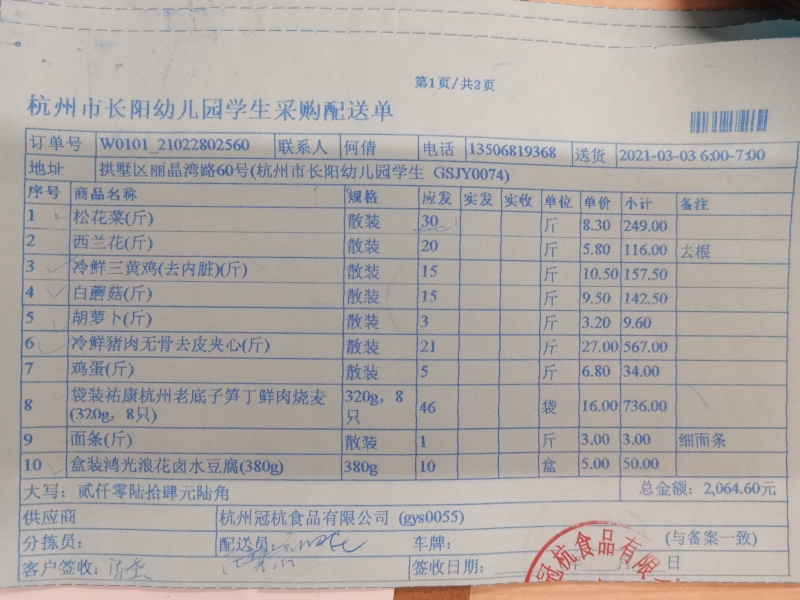 第1页/共2页
杭州市长阳幼儿园学生采购配送单
订单号 W0101_21022802560 联系人 何倩 电话 13506819368 送货 2021-03-03 6:00-7:00
地址 拱墅区丽晶湾路60号(杭州市长阳幼儿园学生 GSJY0074)
序号 商品名称 规格 应发 实发 实收 单位 单价 小计 备注
1 松花菜(斤) 散装 30 斤 8.30 249.00
2 西兰花(斤) 散装 20 斤 5.80 116.00 去根
3 冷鲜三黄鸡(去内脏)(斤) 散装 15 斤 10.50 157.50
4 白蘑菇(斤) 散装 15 斤 9.50 142.50
5 胡萝卜(斤) 散装 3 斤 3.20 9.60
6 冷鲜猪肉无骨去皮夹心(斤) 散装 21 斤 27.00 567.00
7 鸡蛋(斤) 散装 5 斤 6.80 34.00
8 袋装祐康杭州老底子笋丁鲜肉烧麦(320g，8只) 320g，8只 46 袋 16.00 736.00
9 面条(斤) 散装 1 斤 3.00 3.00 细面条
10 盒装鸿光浪花卤水豆腐(380g) 380g 10 盒 5.00 50.00
大写：贰仟零陆拾肆元陆角 总金额：2,064.60元
供应商 杭州冠杭食品有限公司 (gys0055)
分拣员： 配送员： 车牌： (与备案一致)
客户签收： 签收日期： 日
冠杭食品有限